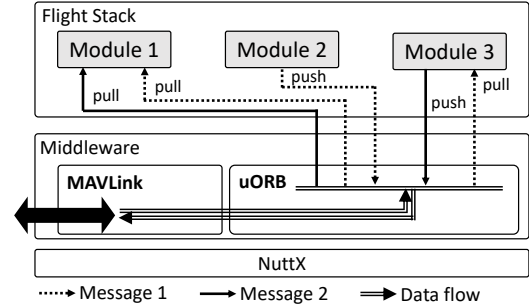 Flight Stack
Module 1
Module 2
Module 3
pull
pull
push
push
pull
Middleware
MAVLink
uORB
NuttX
Message 1
Message 2
Data flow